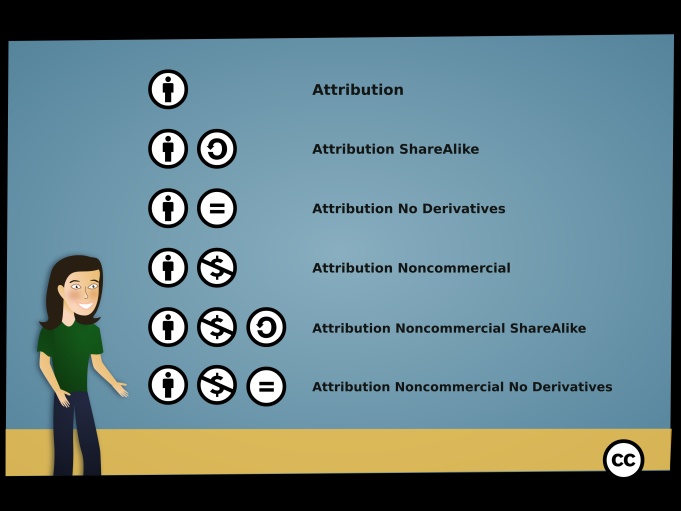 Attribution
Attribution ShareAlike
Attribution No Derivatives
Attribution Noncommercial
Attribution Noncommercial ShareAlike
Attribution Noncommercial No Derivatives
CC